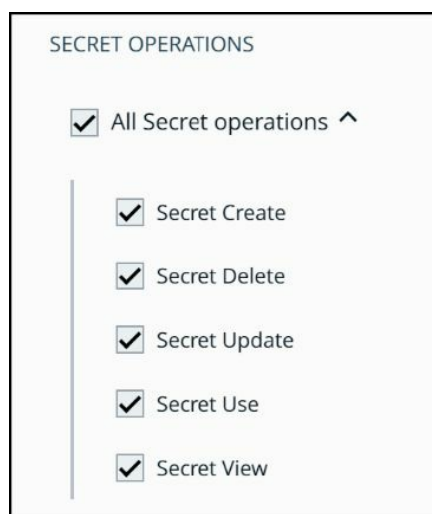 SECRET OPERATIONS
All Secret operations
Secret Create
Secret Delete
Secret Update
Secret Use
Secret View